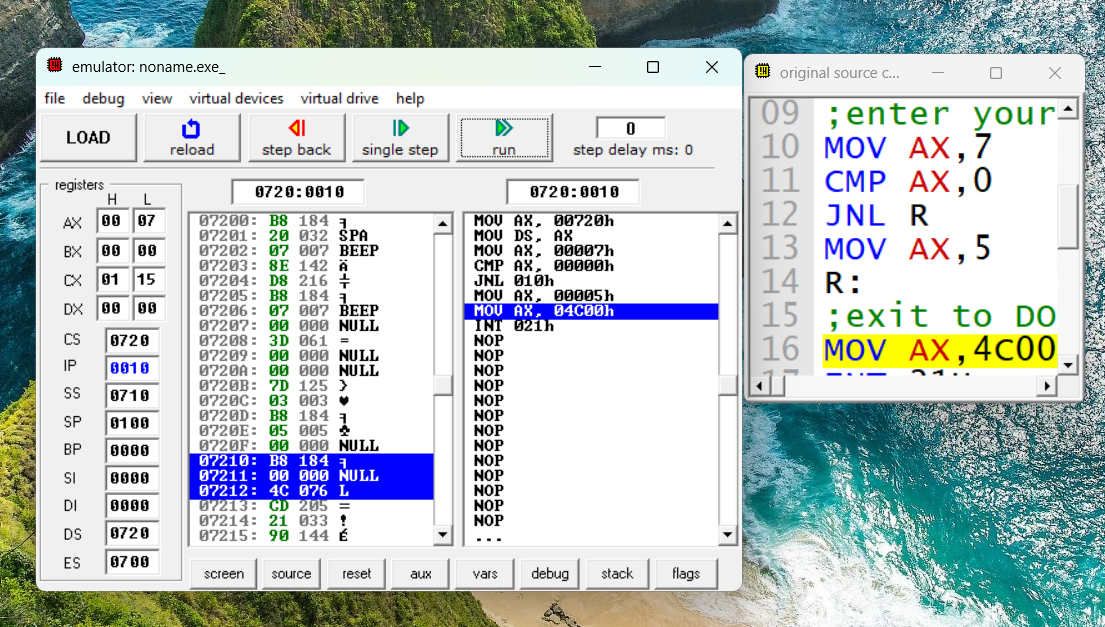 emulator: noname.exe_
file debug view virtual devices virtual drive help
LOAD
reload
step back
single step
run
0
step delay ms: 0
registers
H L
AX 00 07
BX 00 00
CX 01 15
DX 00 00
CS 0720
IP 0010
SS 0710
SP 0100
BP 0000
SI 0000
DI 0000
DS 0720
ES 0700
0720:0010
07200: B8 184 ╕
07201: 20 032 SPA
07202: 07 007 BEEP
07203: 8E 142 Ä
07204: D8 216 ╪
07205: B8 184 ╕
07206: 07 007 BEEP
07207: 00 000 NULL
07208: 3D 061 =
07209: 00 000 NULL
0720A: 00 000 NULL
0720B: 7D 125 }
0720C: 03 003 ♥
0720D: B8 184 ╕
0720E: 05 005 ♣
0720F: 00 000 NULL
07210: B8 184 ╕
07211: 00 000 NULL
07212: 4C 076 L
07213: CD 205 =
07214: 21 033 !
07215: 90 144 É
0720:0010
MOV AX, 00720h
MOV DS, AX
MOV AX, 00007h
CMP AX, 00000h
JNL 010h
MOV AX, 00005h
MOV AX, 04C00h
INT 021h
NOP
NOP
NOP
NOP
NOP
NOP
NOP
NOP
NOP
NOP
NOP
NOP
NOP
...
screen source reset aux vars debug stack flags
original source c...
09 ;enter your
10 MOV AX,7
11 CMP AX,0
12 JNL R
13 MOV AX,5
14 R:
15 ;exit to DO
16 MOV AX,4C00